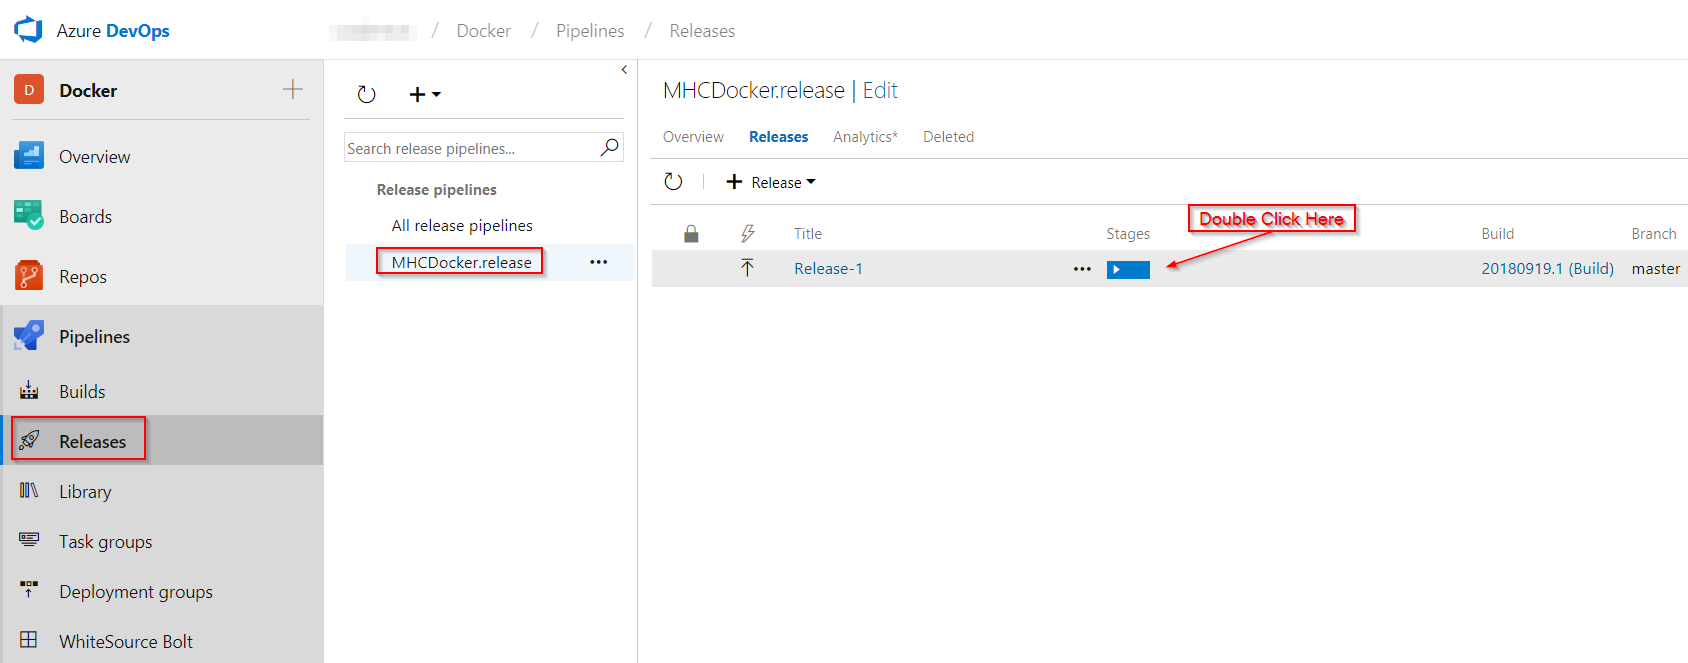 Azure DevOps
/ Docker / Pipelines / Releases
D Docker
Overview
Boards
Repos
Pipelines
Builds
Releases
Library
Task groups
Deployment groups
WhiteSource Bolt
Search release pipelines...
Release pipelines
All release pipelines
MHCDocker.release
MHCDocker.release | Edit
Overview Releases Analytics* Deleted
Release
Double Click Here
Title Stages Build Branch
Release-1 20180919.1 (Build) master